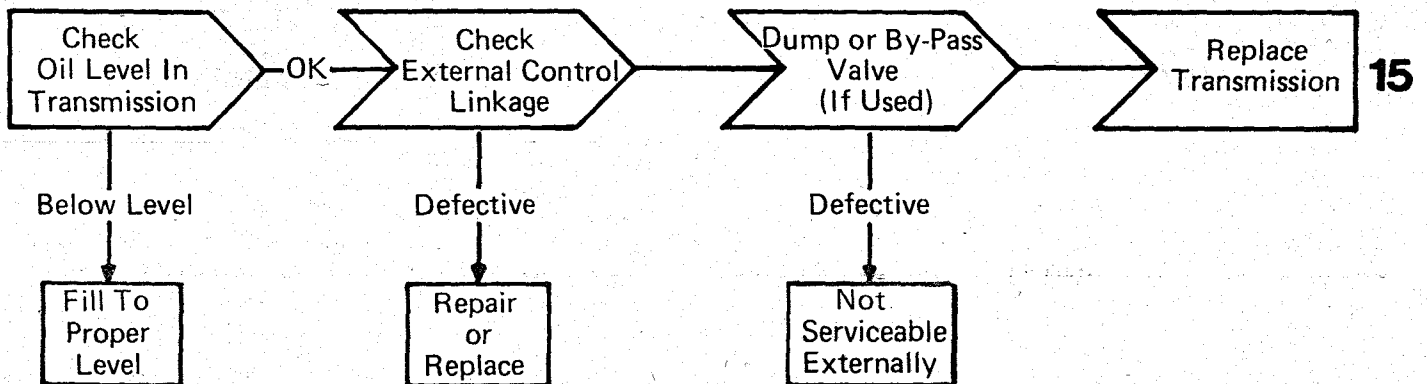 Check
Oil Level In
Transmission
OK
Check
External Control
Linkage
Dump or By-Pass
Valve
(If Used)
Replace
Transmission
15
Below Level
Defective
Defective
Fill To
Proper
Level
Repair
or
Replace
Not
Serviceable
Externally